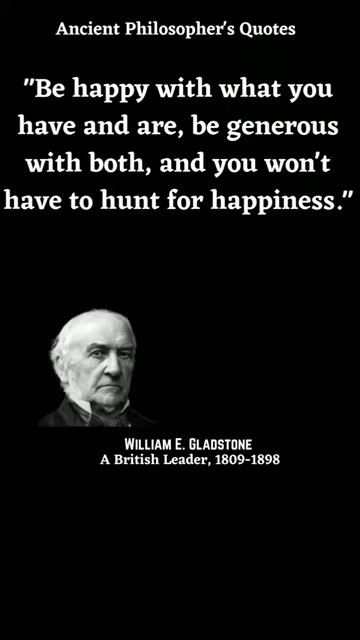 Ancient Philosopher's Quotes
"Be happy with what you
have and are, be generous
with both, and you won't
have to hunt for happiness."
WILLIAM E. GLADSTONE
A British Leader, 1809-1898